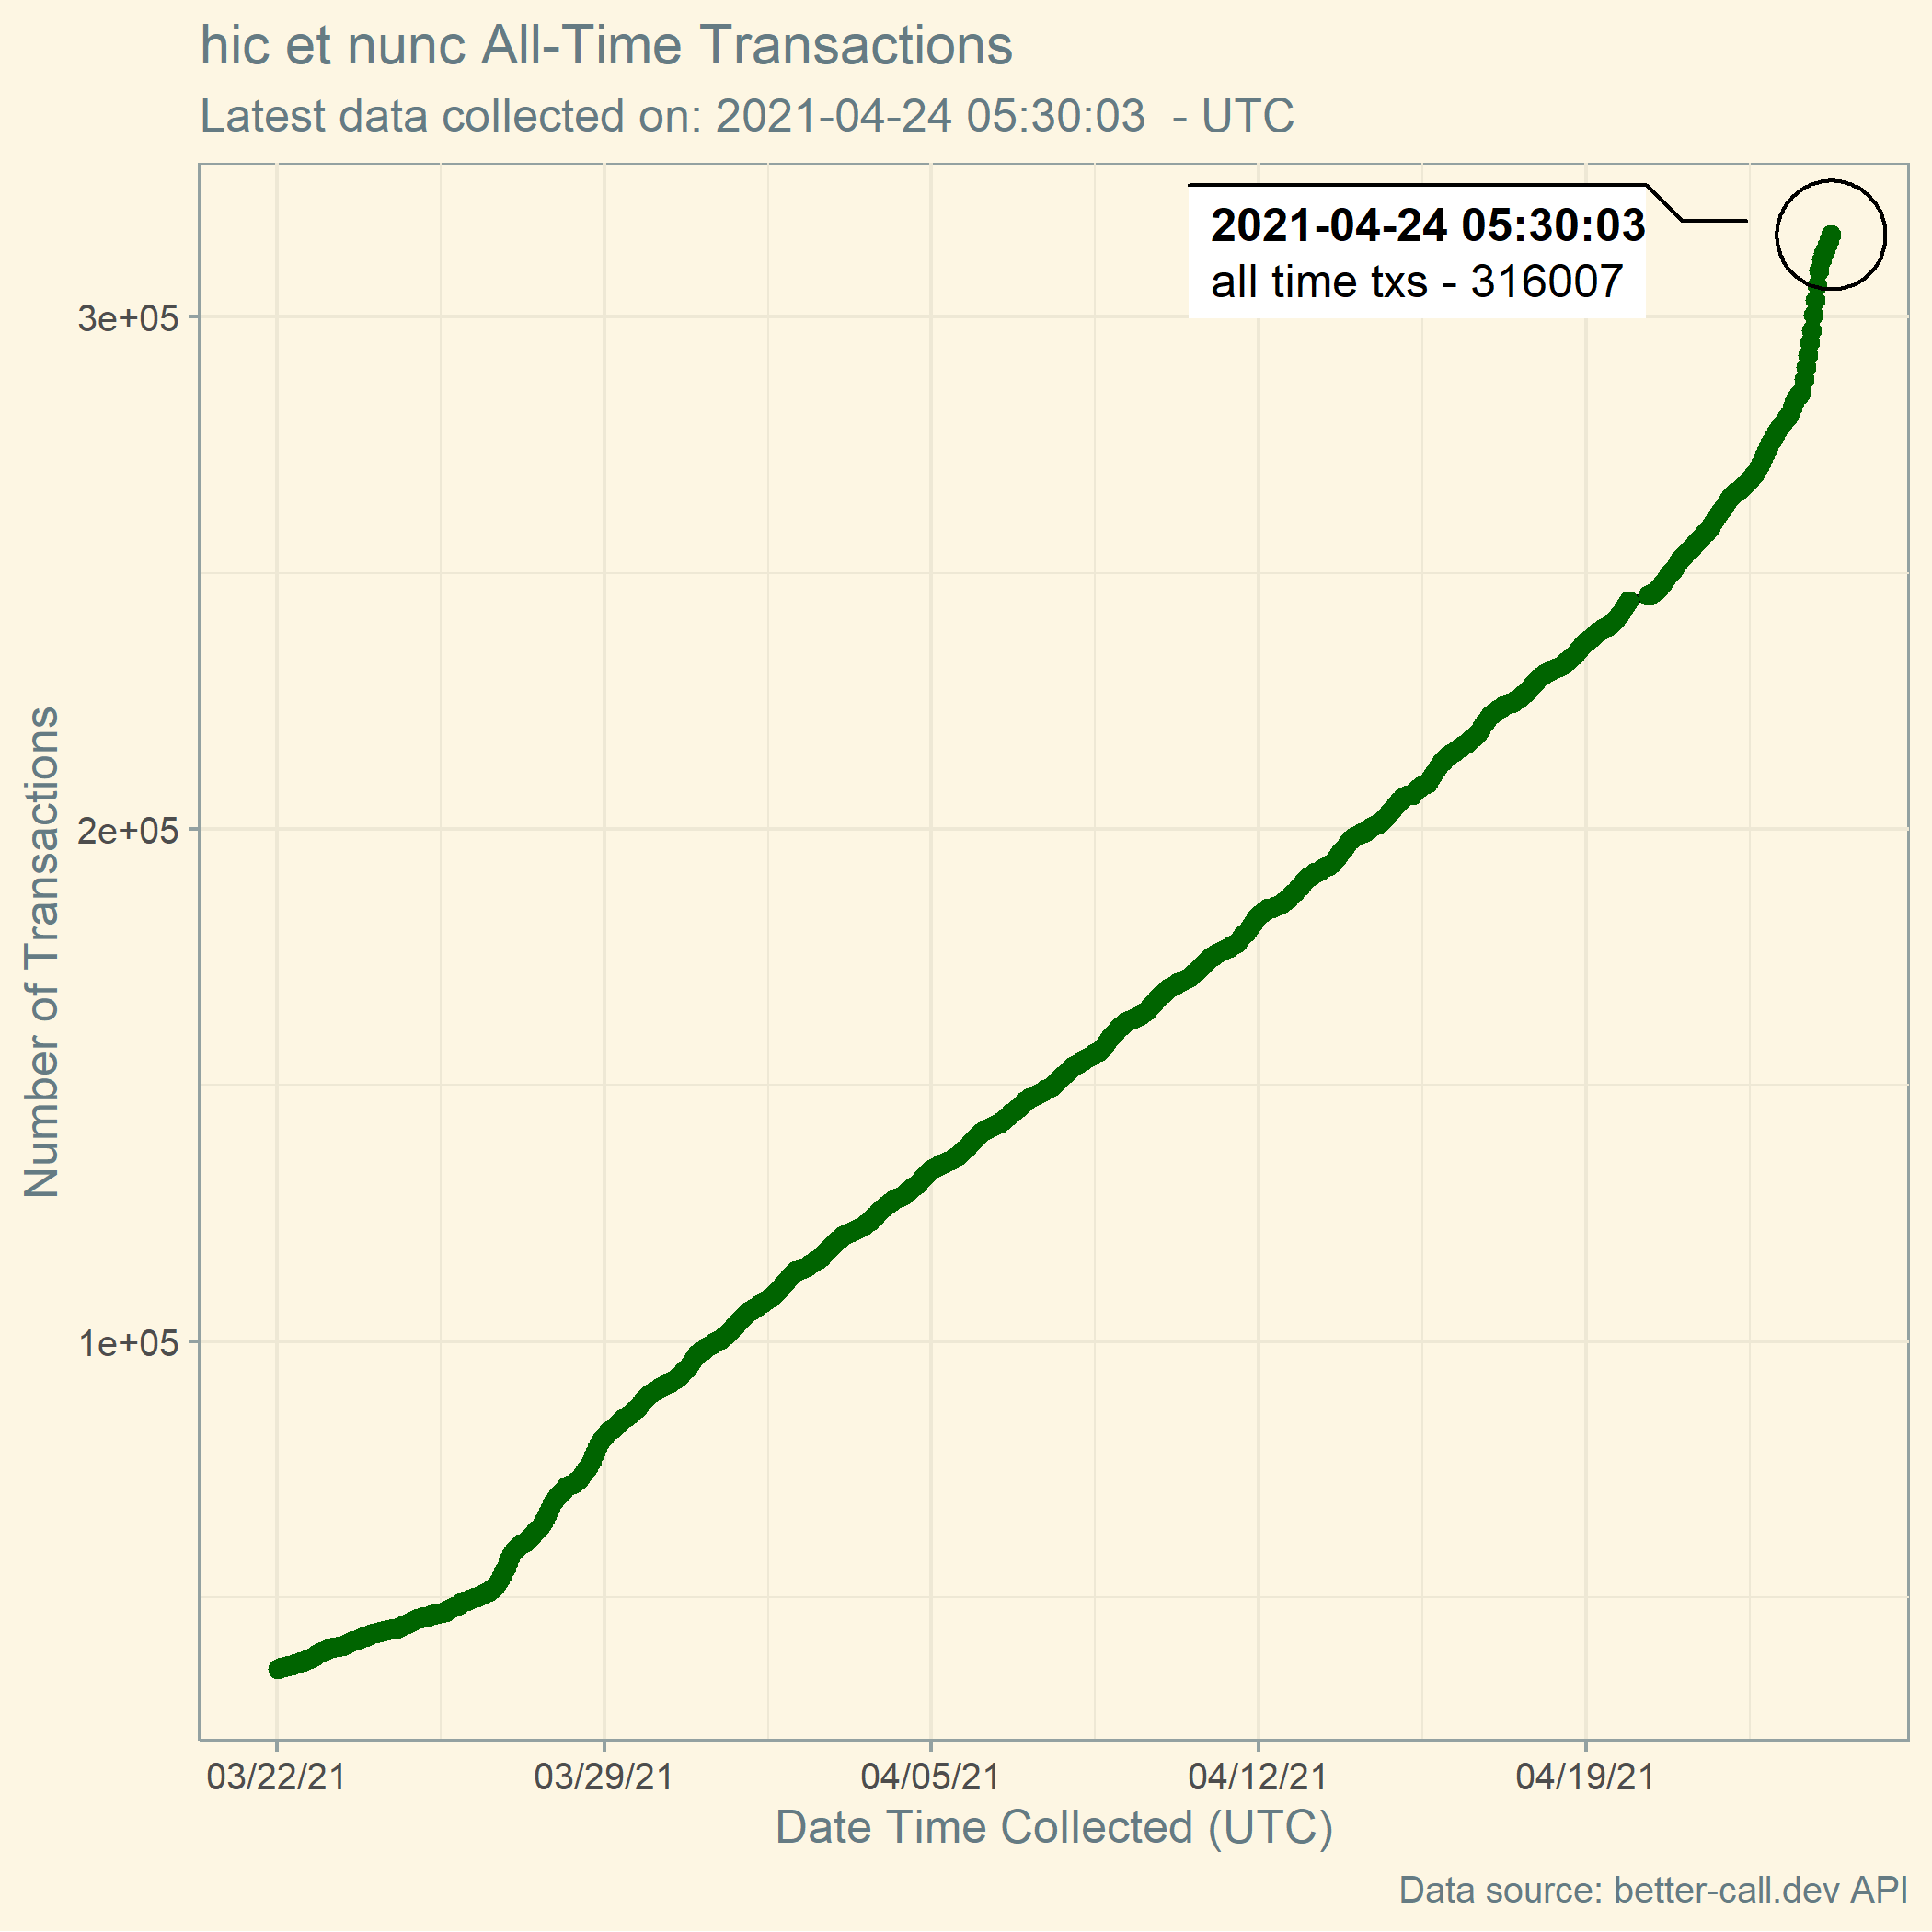 hic et nunc All-Time Transactions
Latest data collected on: 2021-04-24 05:30:03  - UTC
2021-04-24 05:30:03
all time txs - 316007
3e+05
2e+05
1e+05
Number of Transactions
03/22/21
03/29/21
04/05/21
04/12/21
04/19/21
Date Time Collected (UTC)
Data source: better-call.dev API